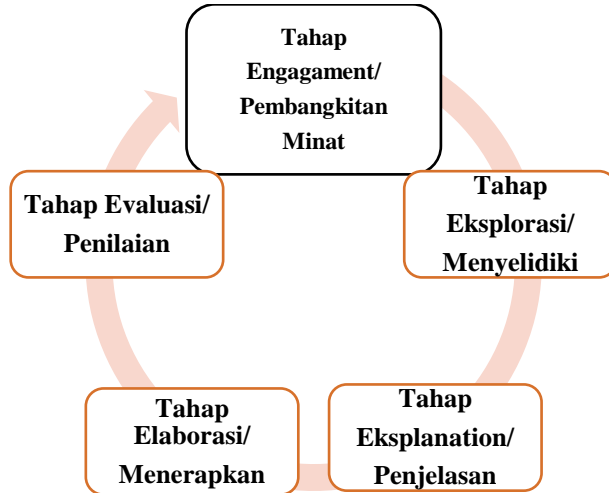 Tahap
Engagament/
Pembangkitan
Minat
Tahap
Eksplorasi/
Menyelidiki
Tahap
Eksplanation/
Penjelasan
Tahap
Elaborasi/
Menerapkan
Tahap Evaluasi/
Penilaian